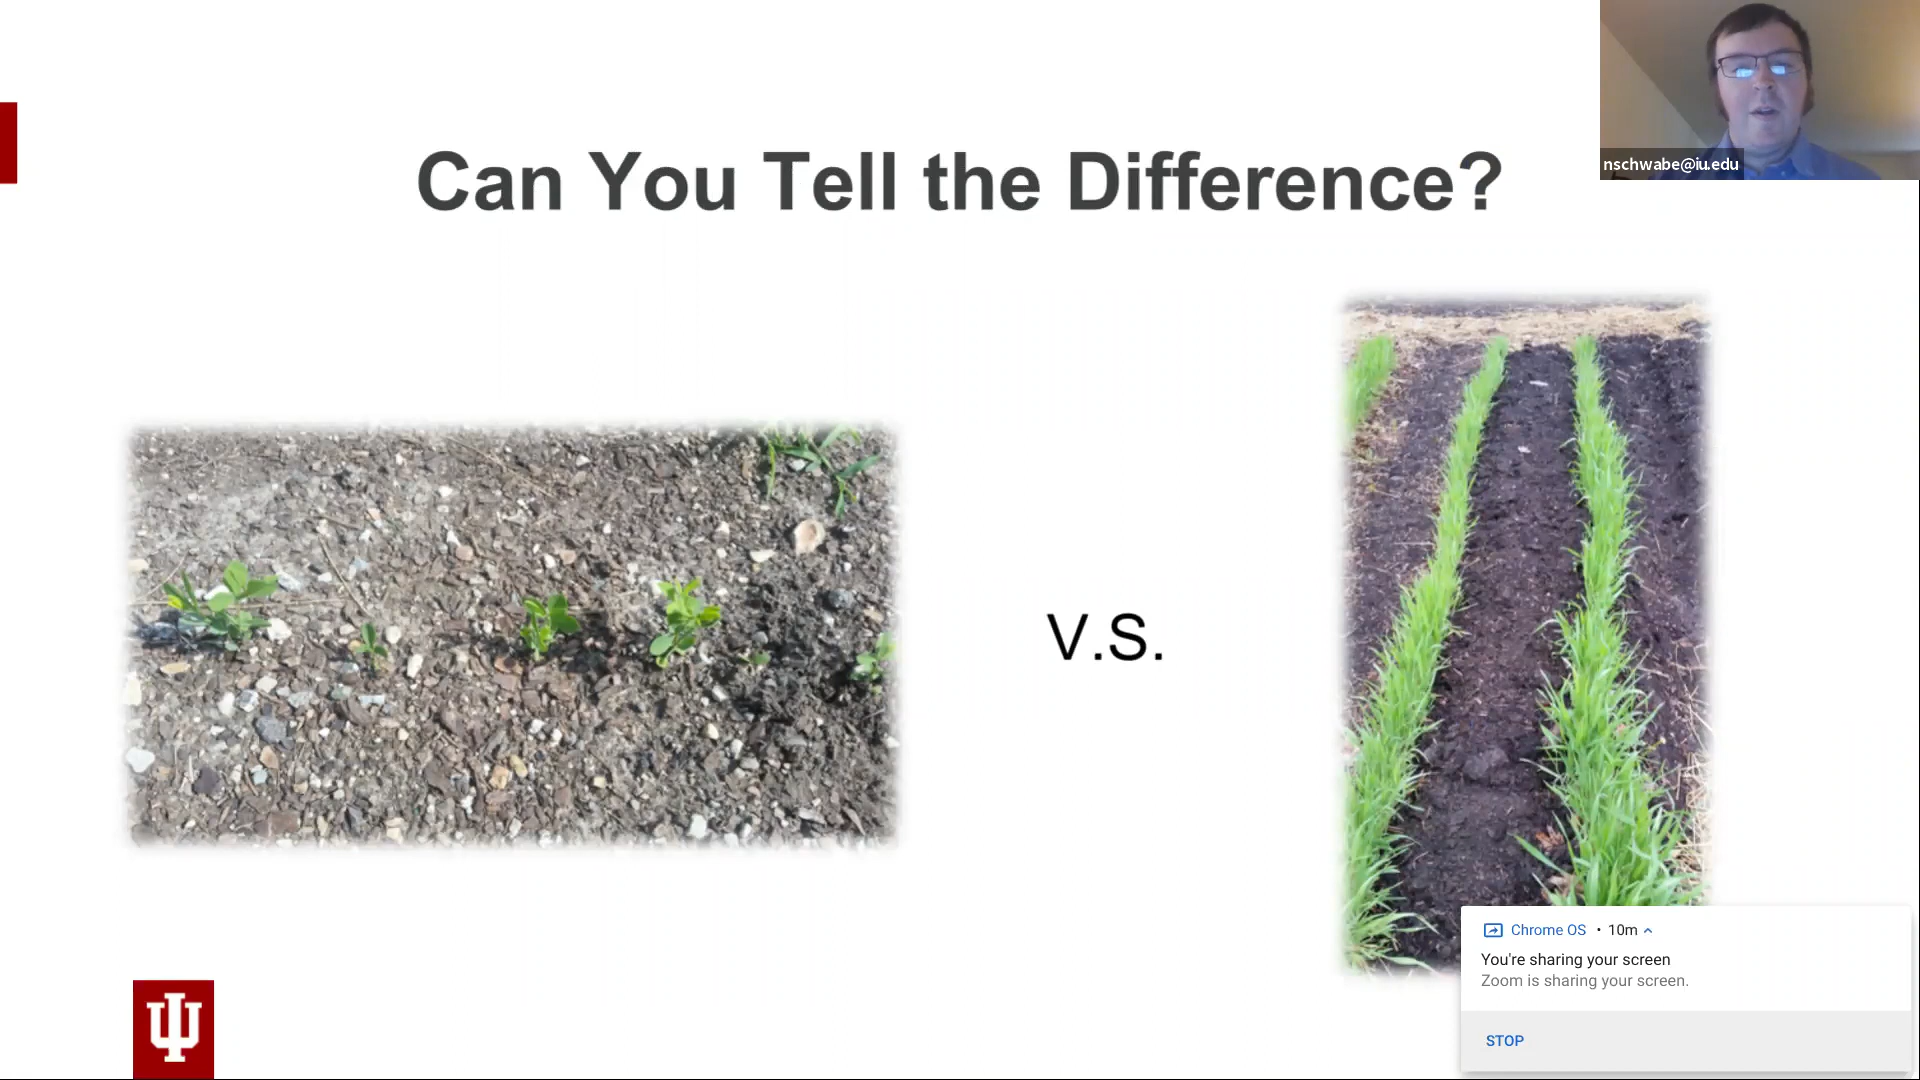 Can You Tell the Difference?
nschwabe@iu.edu
V.S.
Chrome OS • 10m
You're sharing your screen
Zoom is sharing your screen.
STOP